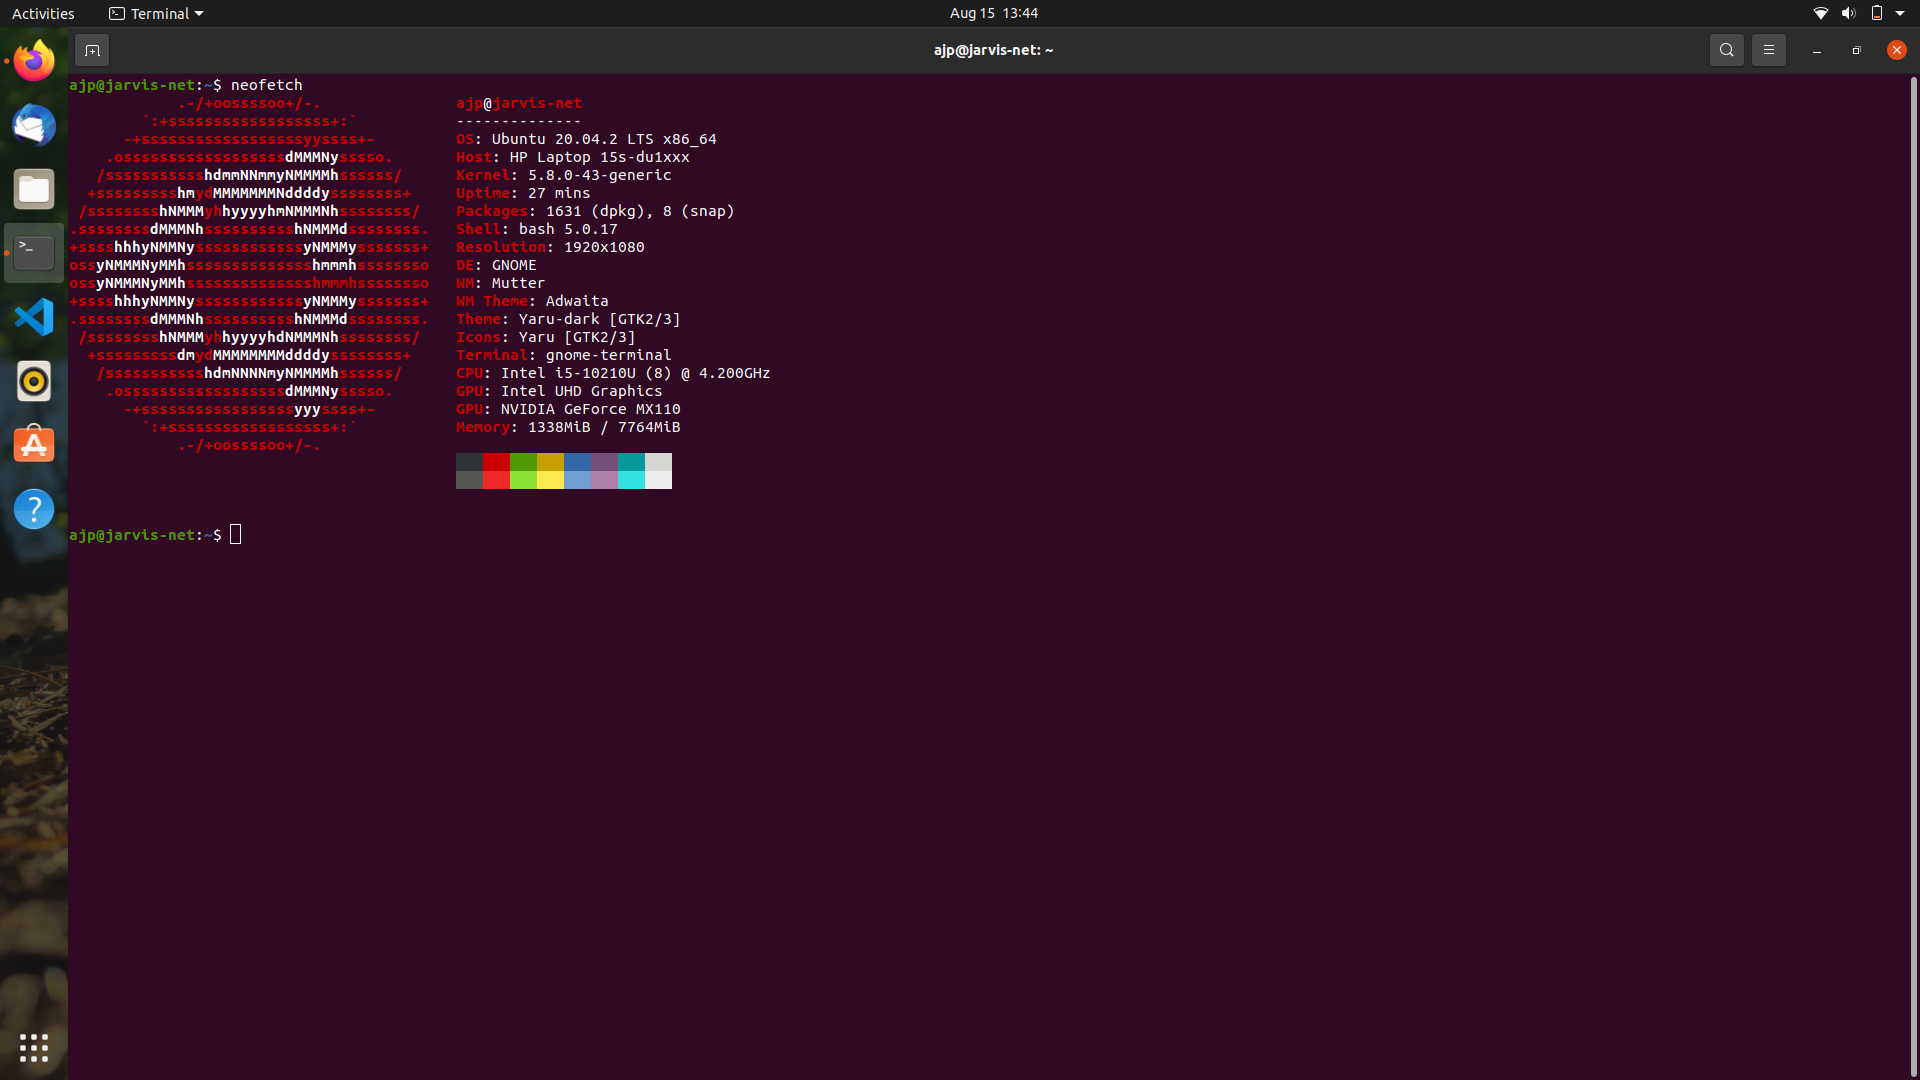 Activities
Terminal
Aug 15 13:44
ajp@jarvis-net: ~
ajp@jarvis-net:~$ neofetch
            .-/+oossssoo+/-.               ajp@jarvis-net
        `:+ssssssssssssssssss+:`           --------------
      -+ssssssssssssssssssyyssss+-         OS: Ubuntu 20.04.2 LTS x86_64
    .ossssssssssssssssssdMMMNysssso.       Host: HP Laptop 15s-du1xxx
   /ssssssssssshdmmNNmmyNMMMMhssssss/      Kernel: 5.8.0-43-generic
  +ssssssssshmydMMMMMMMNddddyssssssss+     Uptime: 27 mins
 /sssssssshNMMMyhhyyyyhmNMMMNhssssssss/    Packages: 1631 (dpkg), 8 (snap)
.ssssssssdMMMNhsssssssssshNMMMdssssssss.   Shell: bash 5.0.17
+sssshhhyNMMNyssssssssssssyNMMMysssssss+   Resolution: 1920x1080
ossyNMMMNyMMhsssssssssssssshmmmhssssssso   DE: GNOME
ossyNMMMNyMMhsssssssssssssshmmmhssssssso   WM: Mutter
+sssshhhyNMMNyssssssssssssyNMMMysssssss+   WM Theme: Adwaita
.ssssssssdMMMNhsssssssssshNMMMdssssssss.   Theme: Yaru-dark [GTK2/3]
 /sssssssshNMMMyhhyyyyhdNMMMNhssssssss/    Icons: Yaru [GTK2/3]
  +sssssssssdmydMMMMMMMMddddyssssssss+     Terminal: gnome-terminal
   /ssssssssssshdmNNNNmyNMMMMhssssss/      CPU: Intel i5-10210U (8) @ 4.200GHz
    .ossssssssssssssssssdMMMNysssso.       GPU: Intel UHD Graphics
      -+sssssssssssssssssyyyssss+-         GPU: NVIDIA GeForce MX110
        `:+ssssssssssssssssss+:`           Memory: 1338MiB / 7764MiB
            .-/+oossssoo+/-.
ajp@jarvis-net:~$